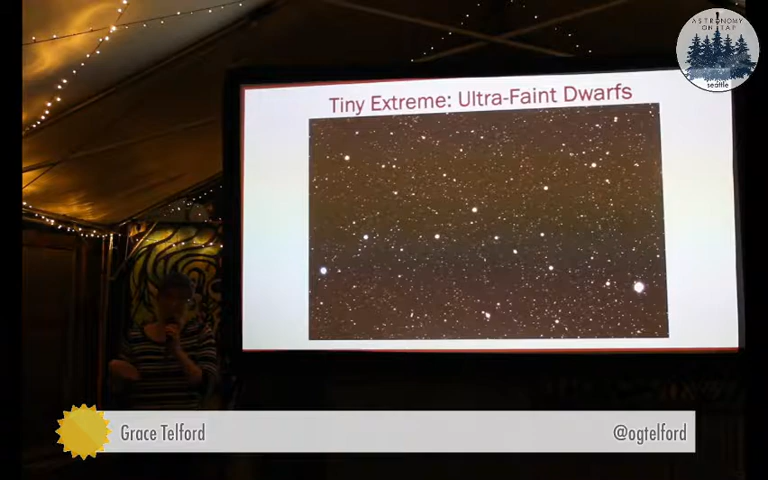 ASTRONOMY
ON TAP
seattle
Tiny Extreme: Ultra-Faint Dwarfs
Grace Telford
@ogtelford